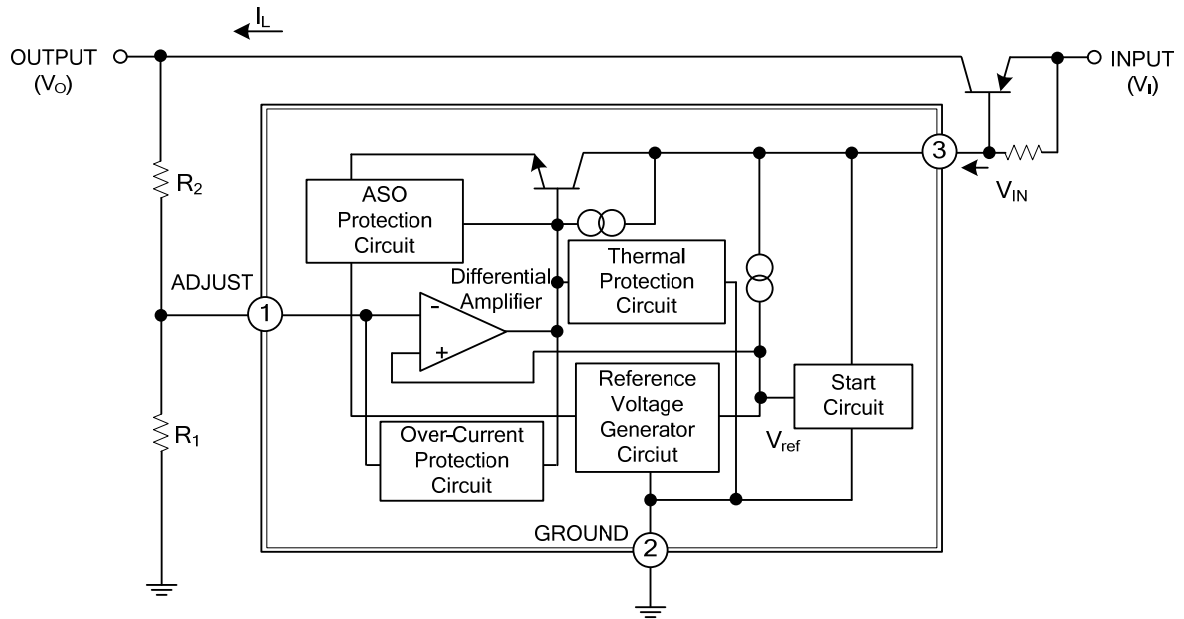 I_L
OUTPUT
(V_O)
INPUT
(V_I)
3
V_IN
R_2
ASO
Protection
Circuit
Thermal
Protection
Circuit
Differential
Amplifier
ADJUST
1
-
+
Reference
Voltage
Generator
Circiut
Start
Circuit
V_ref
R_1
Over-Current
Protection
Circuit
GROUND
2